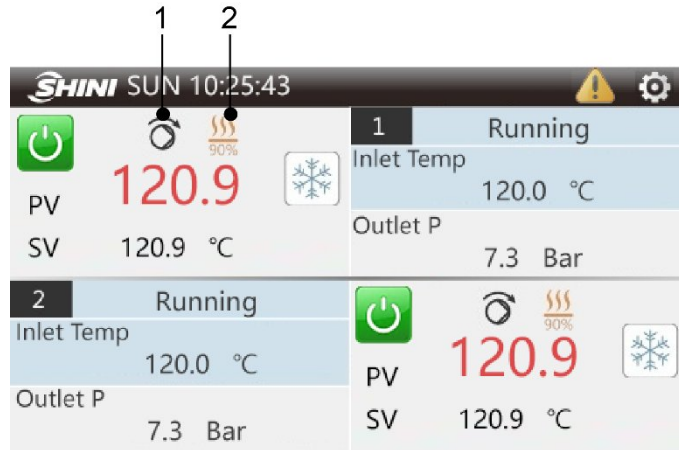 1 2
SHINI SUN 10:25:43
90%
120.9
PV
SV 120.9 °C
1 Running
Inlet Temp
120.0 °C
Outlet P
7.3 Bar
2 Running
Inlet Temp
120.0 °C
Outlet P
7.3 Bar
90%
120.9
PV
SV 120.9 °C